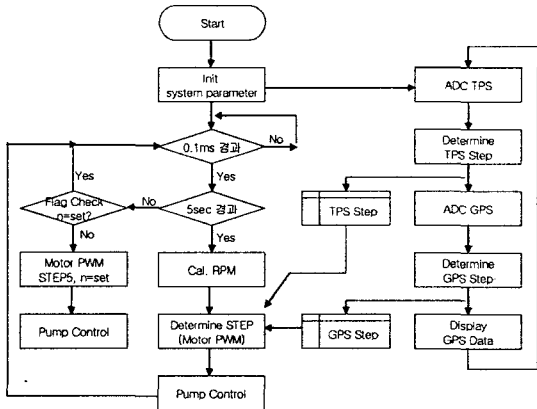 Start
Init
system parameter
ADC TPS
0.1ms 경과
No
Determine
TPS Step
Yes
Yes
Flag Check
n=set?
No
5sec 경과
TPS Step
ADC GPS
No
Yes
Motor PWM
STEP5, n=set
Cal. RPM
Determine
GPS Step
Pump Control
Determine STEP
(Motor PWM)
GPS Step
Display
GPS Data
Pump Control